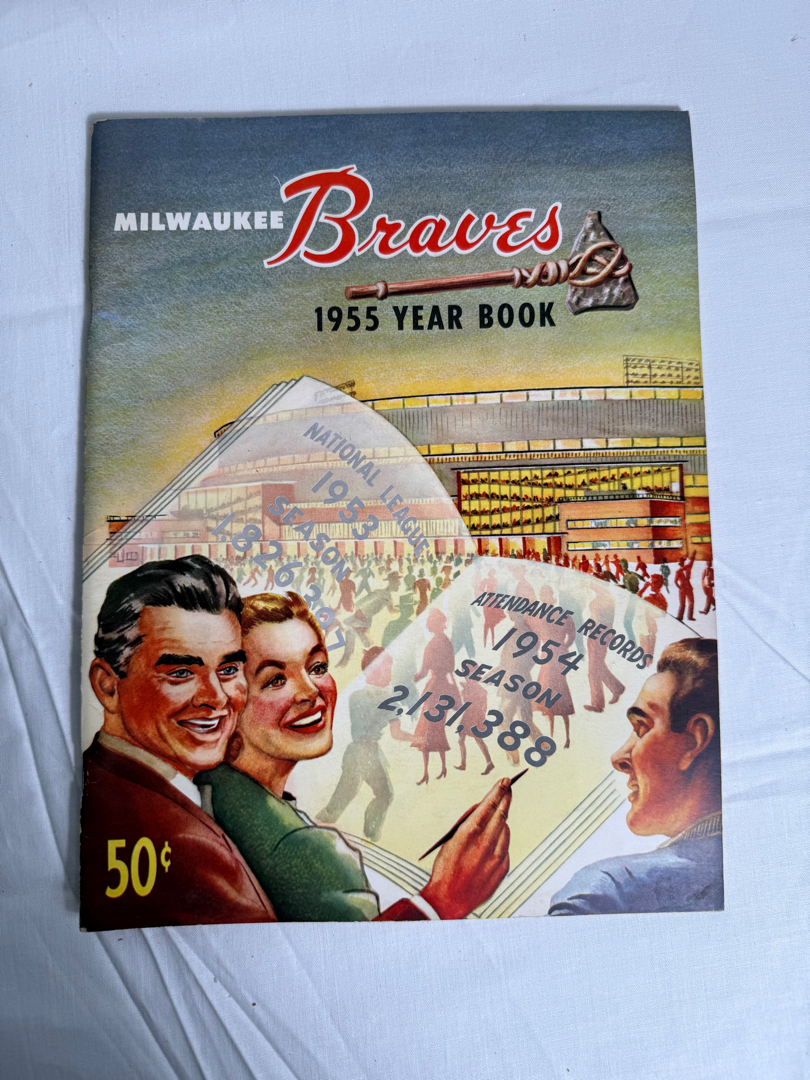 MILWAUKEE Braves
1955 YEAR BOOK
NATIONAL LEAGUE
1953
SEASON
1,826,397
ATTENDANCE RECORDS
1954
SEASON
2,131,388
50¢